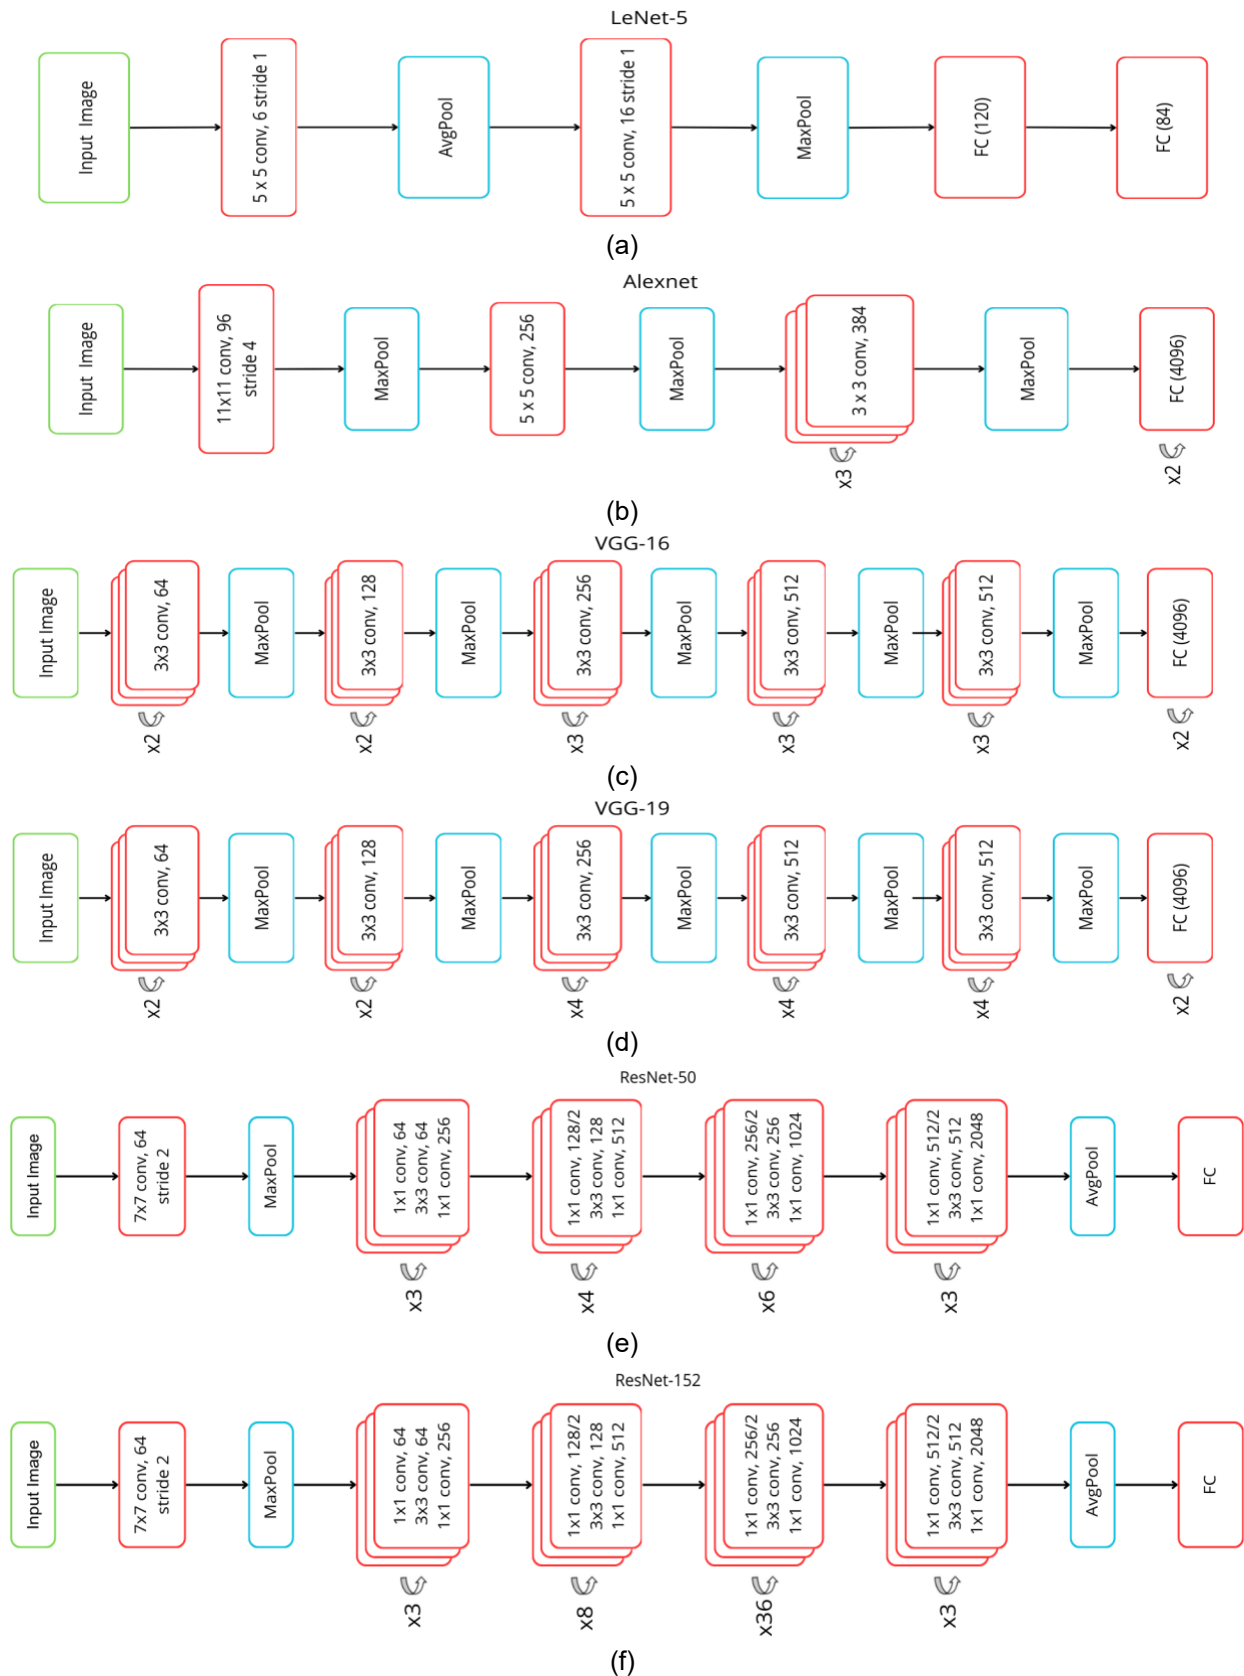 LeNet-5
Input Image
5 x 5 conv, 6 stride 1
AvgPool
5 x 5 conv, 16 stride 1
MaxPool
FC (120)
FC (84)
(a)
Alexnet
Input Image
11x11 conv, 96
stride 4
MaxPool
5 x 5 conv, 256
MaxPool
3 x 3 conv, 384
x3
MaxPool
FC (4096)
x2
(b)
VGG-16
Input Image
3x3 conv, 64
x2
MaxPool
3x3 conv, 128
x2
MaxPool
3x3 conv, 256
x3
MaxPool
3x3 conv, 512
x3
MaxPool
3x3 conv, 512
x3
MaxPool
FC (4096)
x2
(c)
VGG-19
Input Image
3x3 conv, 64
x2
MaxPool
3x3 conv, 128
x2
MaxPool
3x3 conv, 256
x4
MaxPool
3x3 conv, 512
x4
MaxPool
3x3 conv, 512
x4
MaxPool
FC (4096)
x2
(d)
ResNet-50
Input Image
7x7 conv, 64
stride 2
MaxPool
1x1 conv, 64
3x3 conv, 64
1x1 conv, 256
x3
1x1 conv, 128/2
3x3 conv, 128
1x1 conv, 512
x4
1x1 conv, 256/2
3x3 conv, 256
1x1 conv, 1024
x6
1x1 conv, 512/2
3x3 conv, 512
1x1 conv, 2048
x3
AvgPool
FC
(e)
ResNet-152
Input Image
7x7 conv, 64
stride 2
MaxPool
1x1 conv, 64
3x3 conv, 64
1x1 conv, 256
x3
1x1 conv, 128/2
3x3 conv, 128
1x1 conv, 512
x8
1x1 conv, 256/2
3x3 conv, 256
1x1 conv, 1024
x36
1x1 conv, 512/2
3x3 conv, 512
1x1 conv, 2048
x3
AvgPool
FC
(f)